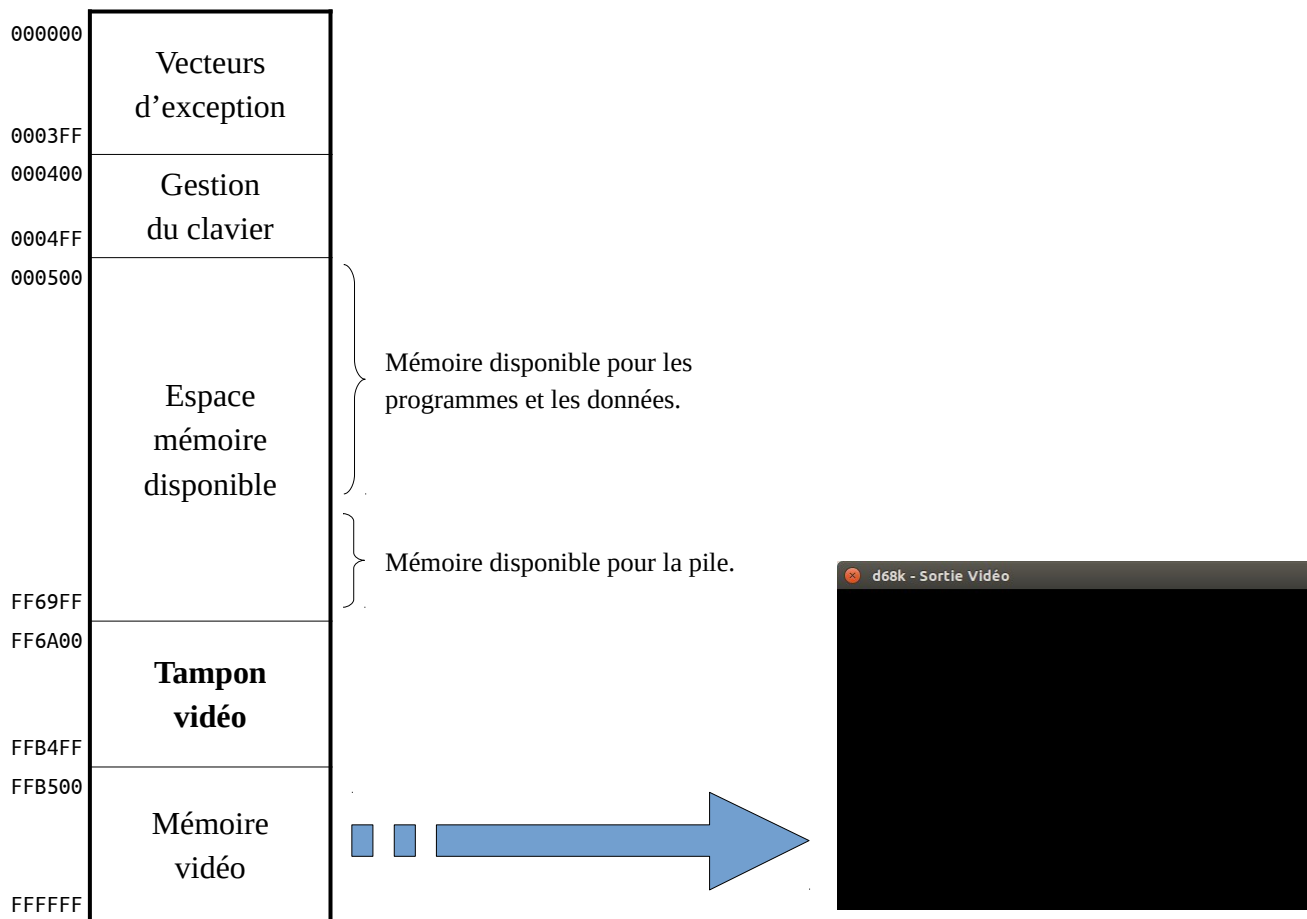 000000
Vecteurs
d’exception
0003FF
000400
Gestion
du clavier
0004FF
000500
Espace
mémoire
disponible
Mémoire disponible pour les
programmes et les données.
Mémoire disponible pour la pile.
FF69FF
FF6A00
Tampon
vidéo
FFB4FF
FFB500
Mémoire
vidéo
FFFFFF
d68k - Sortie Vidéo